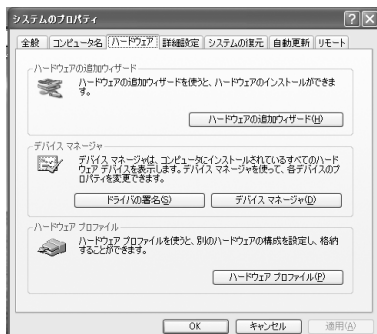 システムのプロパティ
全般 コンピュータ名 ハードウェア 詳細設定 システムの復元 自動更新 リモート
ハードウェアの追加ウィザード
ハードウェアの追加ウィザードを使うと、ハードウェアのインストールができま
す。
ハードウェアの追加ウィザード(H)
デバイス マネージャ
デバイス マネージャは、コンピュータにインストールされているすべてのハード
ウェア デバイスを表示します。デバイス マネージャを使って、各デバイスのプ
ロパティを変更できます。
ドライバの署名(S) デバイス マネージャ(D)
ハードウェア プロファイル
ハードウェア プロファイルを使うと、別のハードウェアの構成を設定し、格納
することができます。
ハードウェア プロファイル(P)
OK キャンセル 適用(A)